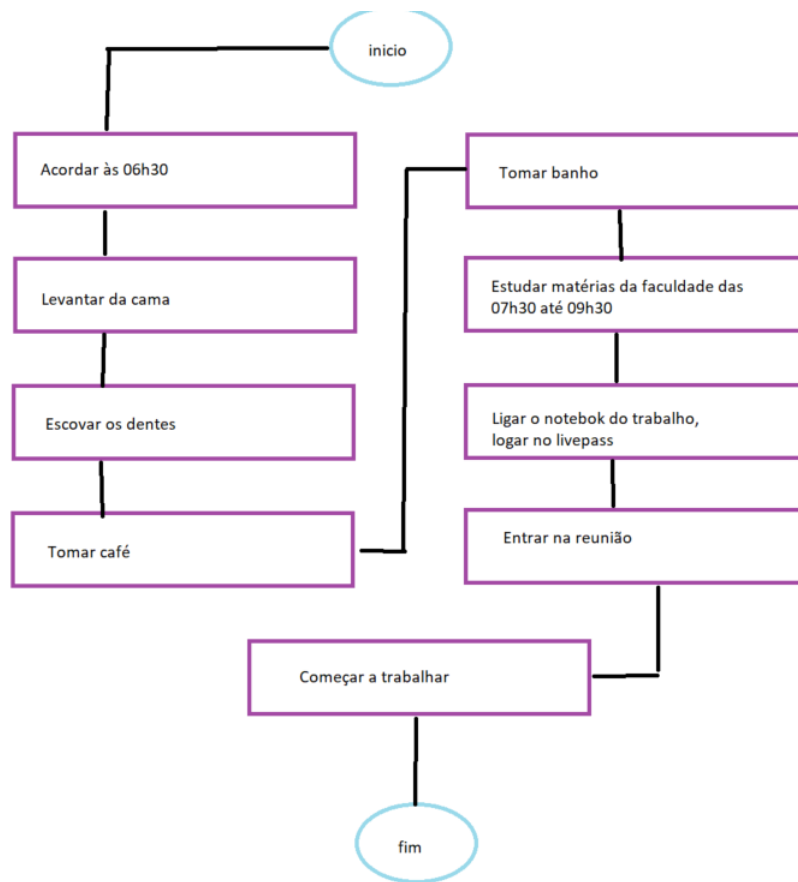 inicio
Acordar às 06h30
Levantar da cama
Escovar os dentes
Tomar café
Tomar banho
Estudar matérias da faculdade das
07h30 até 09h30
Ligar o notebok do trabalho,
logar no livepass
Entrar na reunião
Começar a trabalhar
fim